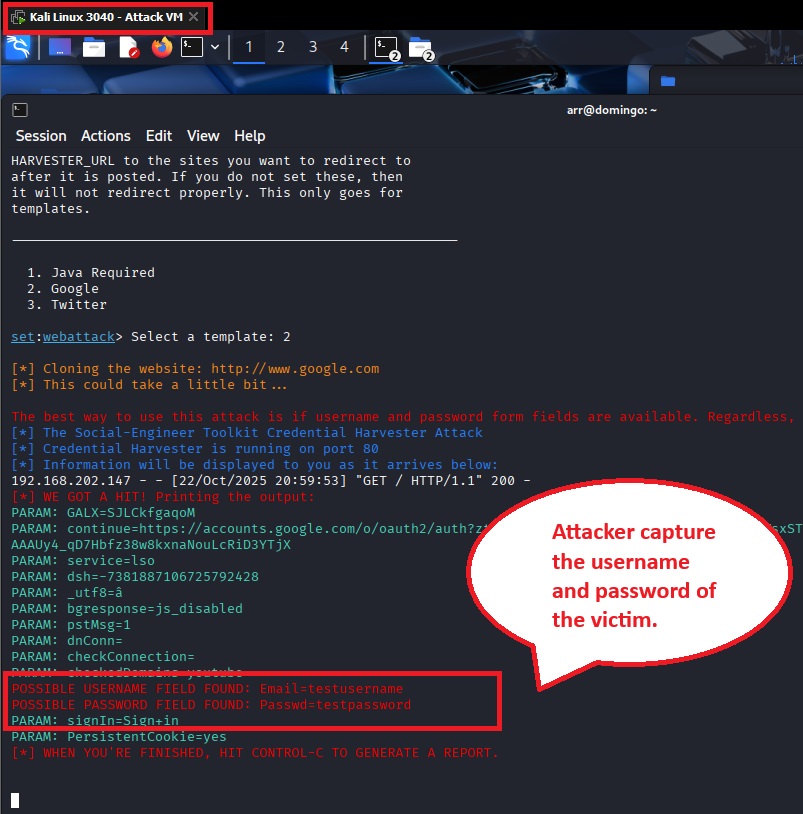 Kali Linux 3040 - Attack VM
1 2 3 4 2 2
arr@domingo: ~
Session Actions Edit View Help
HARVESTER_URL to the sites you want to redirect to
after it is posted. If you do not set these, then
it will not redirect properly. This only goes for
templates.
1. Java Required
2. Google
3. Twitter
set:webattack> Select a template: 2
[*] Cloning the website: http://www.google.com
[*] This could take a little bit...
The best way to use this attack is if username and password form fields are available. Regardless,
[*] The Social-Engineer Toolkit Credential Harvester Attack
[*] Credential Harvester is running on port 80
[*] Information will be displayed to you as it arrives below:
192.168.202.147 - - [22/Oct/2025 20:59:53] "GET / HTTP/1.1" 200 -
[*] WE GOT A HIT! Printing the output:
PARAM: GALX=SJLCkfgaqoM
PARAM: continue=https://accounts.google.com/o/oauth2/auth?z
AAAUy4_qD7Hbfz38w8kxnaNouLcRiD3YTjX
PARAM: service=lso
PARAM: dsh=-7381887106725792428
PARAM: _utf8=â
PARAM: bgresponse=js_disabled
PARAM: pstMsg=1
PARAM: dnConn=
PARAM: checkConnection=
PARAM: checkedDomains=youtube
POSSIBLE USERNAME FIELD FOUND: Email=testusername
POSSIBLE PASSWORD FIELD FOUND: Passwd=testpassword
PARAM: signIn=Sign+in
PARAM: PersistentCookie=yes
[*] WHEN YOU'RE FINISHED, HIT CONTROL-C TO GENERATE A REPORT.
Attacker capture
the username
and password of
the victim.